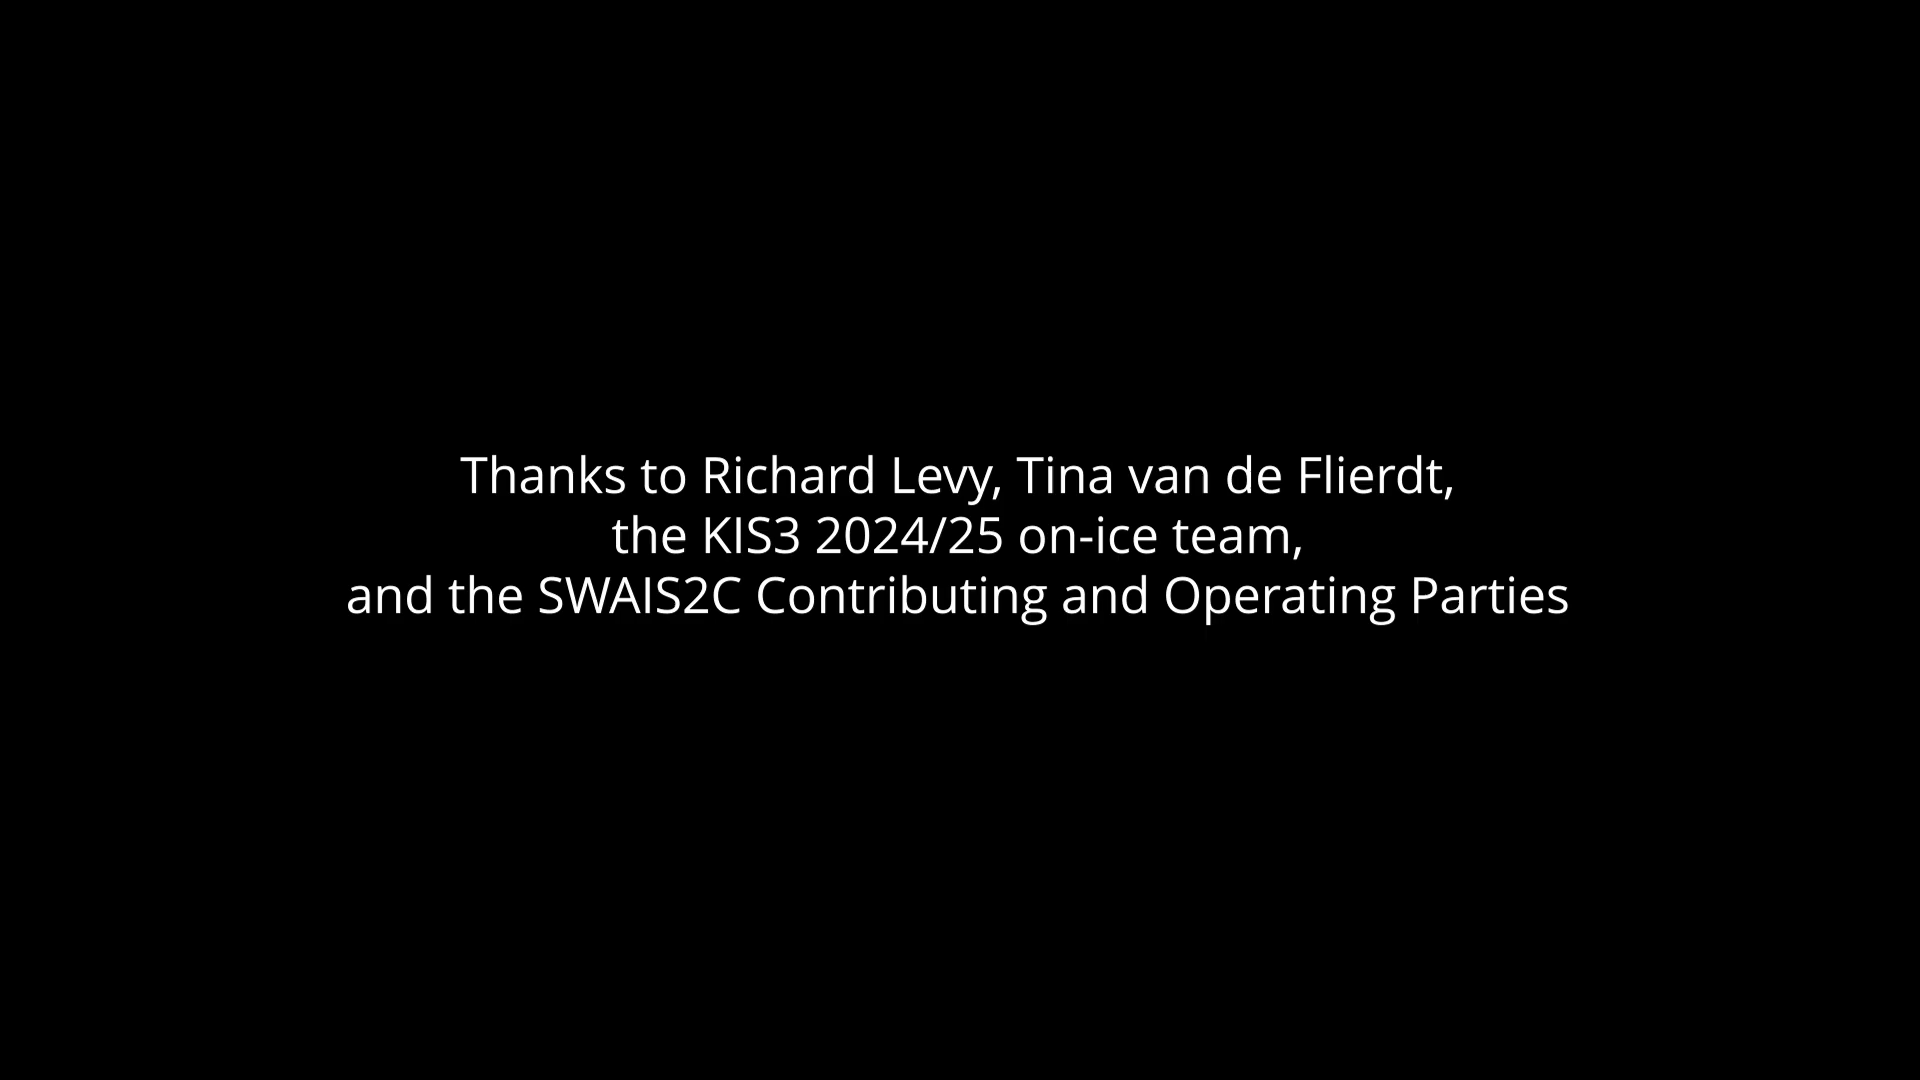 Thanks to Richard Levy, Tina van de Flierdt,
the KIS3 2024/25 on-ice team,
and the SWAIS2C Contributing and Operating Parties